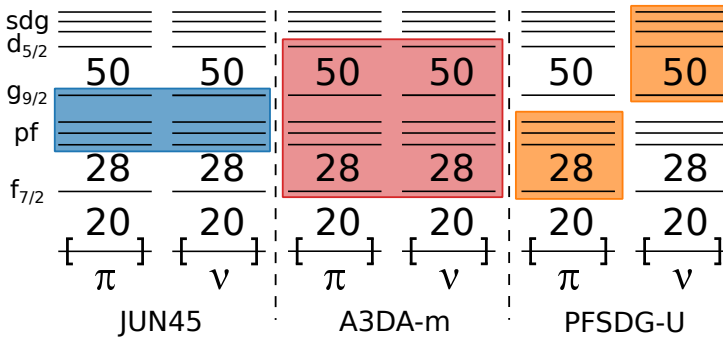 sdg
d5/2
50 50 50 50 50 50
g9/2
pf
28 28 28 28 28 28
f7/2
20 20 20 20 20 20
[ ] [ ] [ ] [ ] [ ] [ ]
π ν π ν π ν
JUN45 A3DA-m PFSDG-U